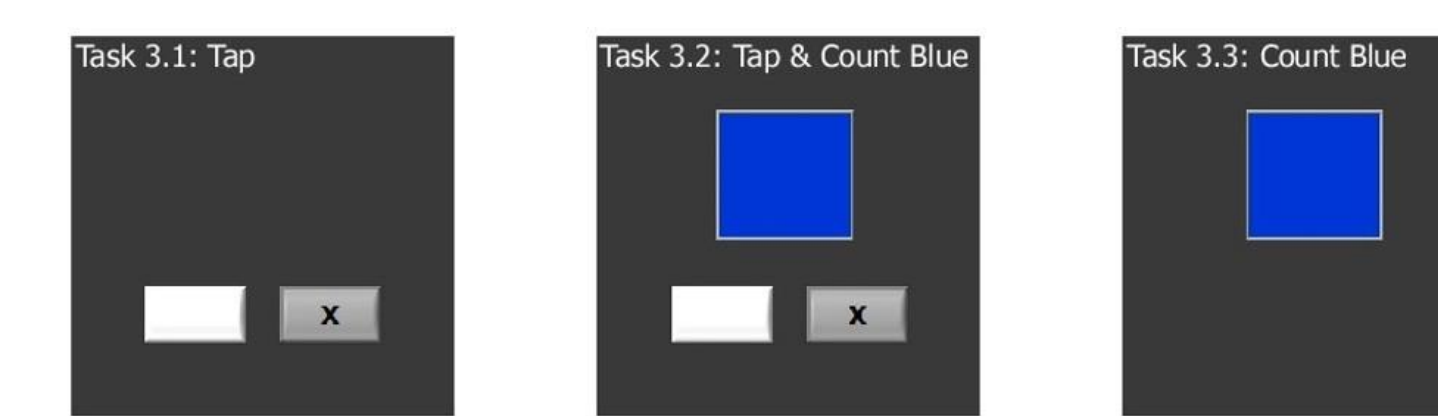 Task 3.1: Tap
x
Task 3.2: Tap & Count Blue
x
Task 3.3: Count Blue